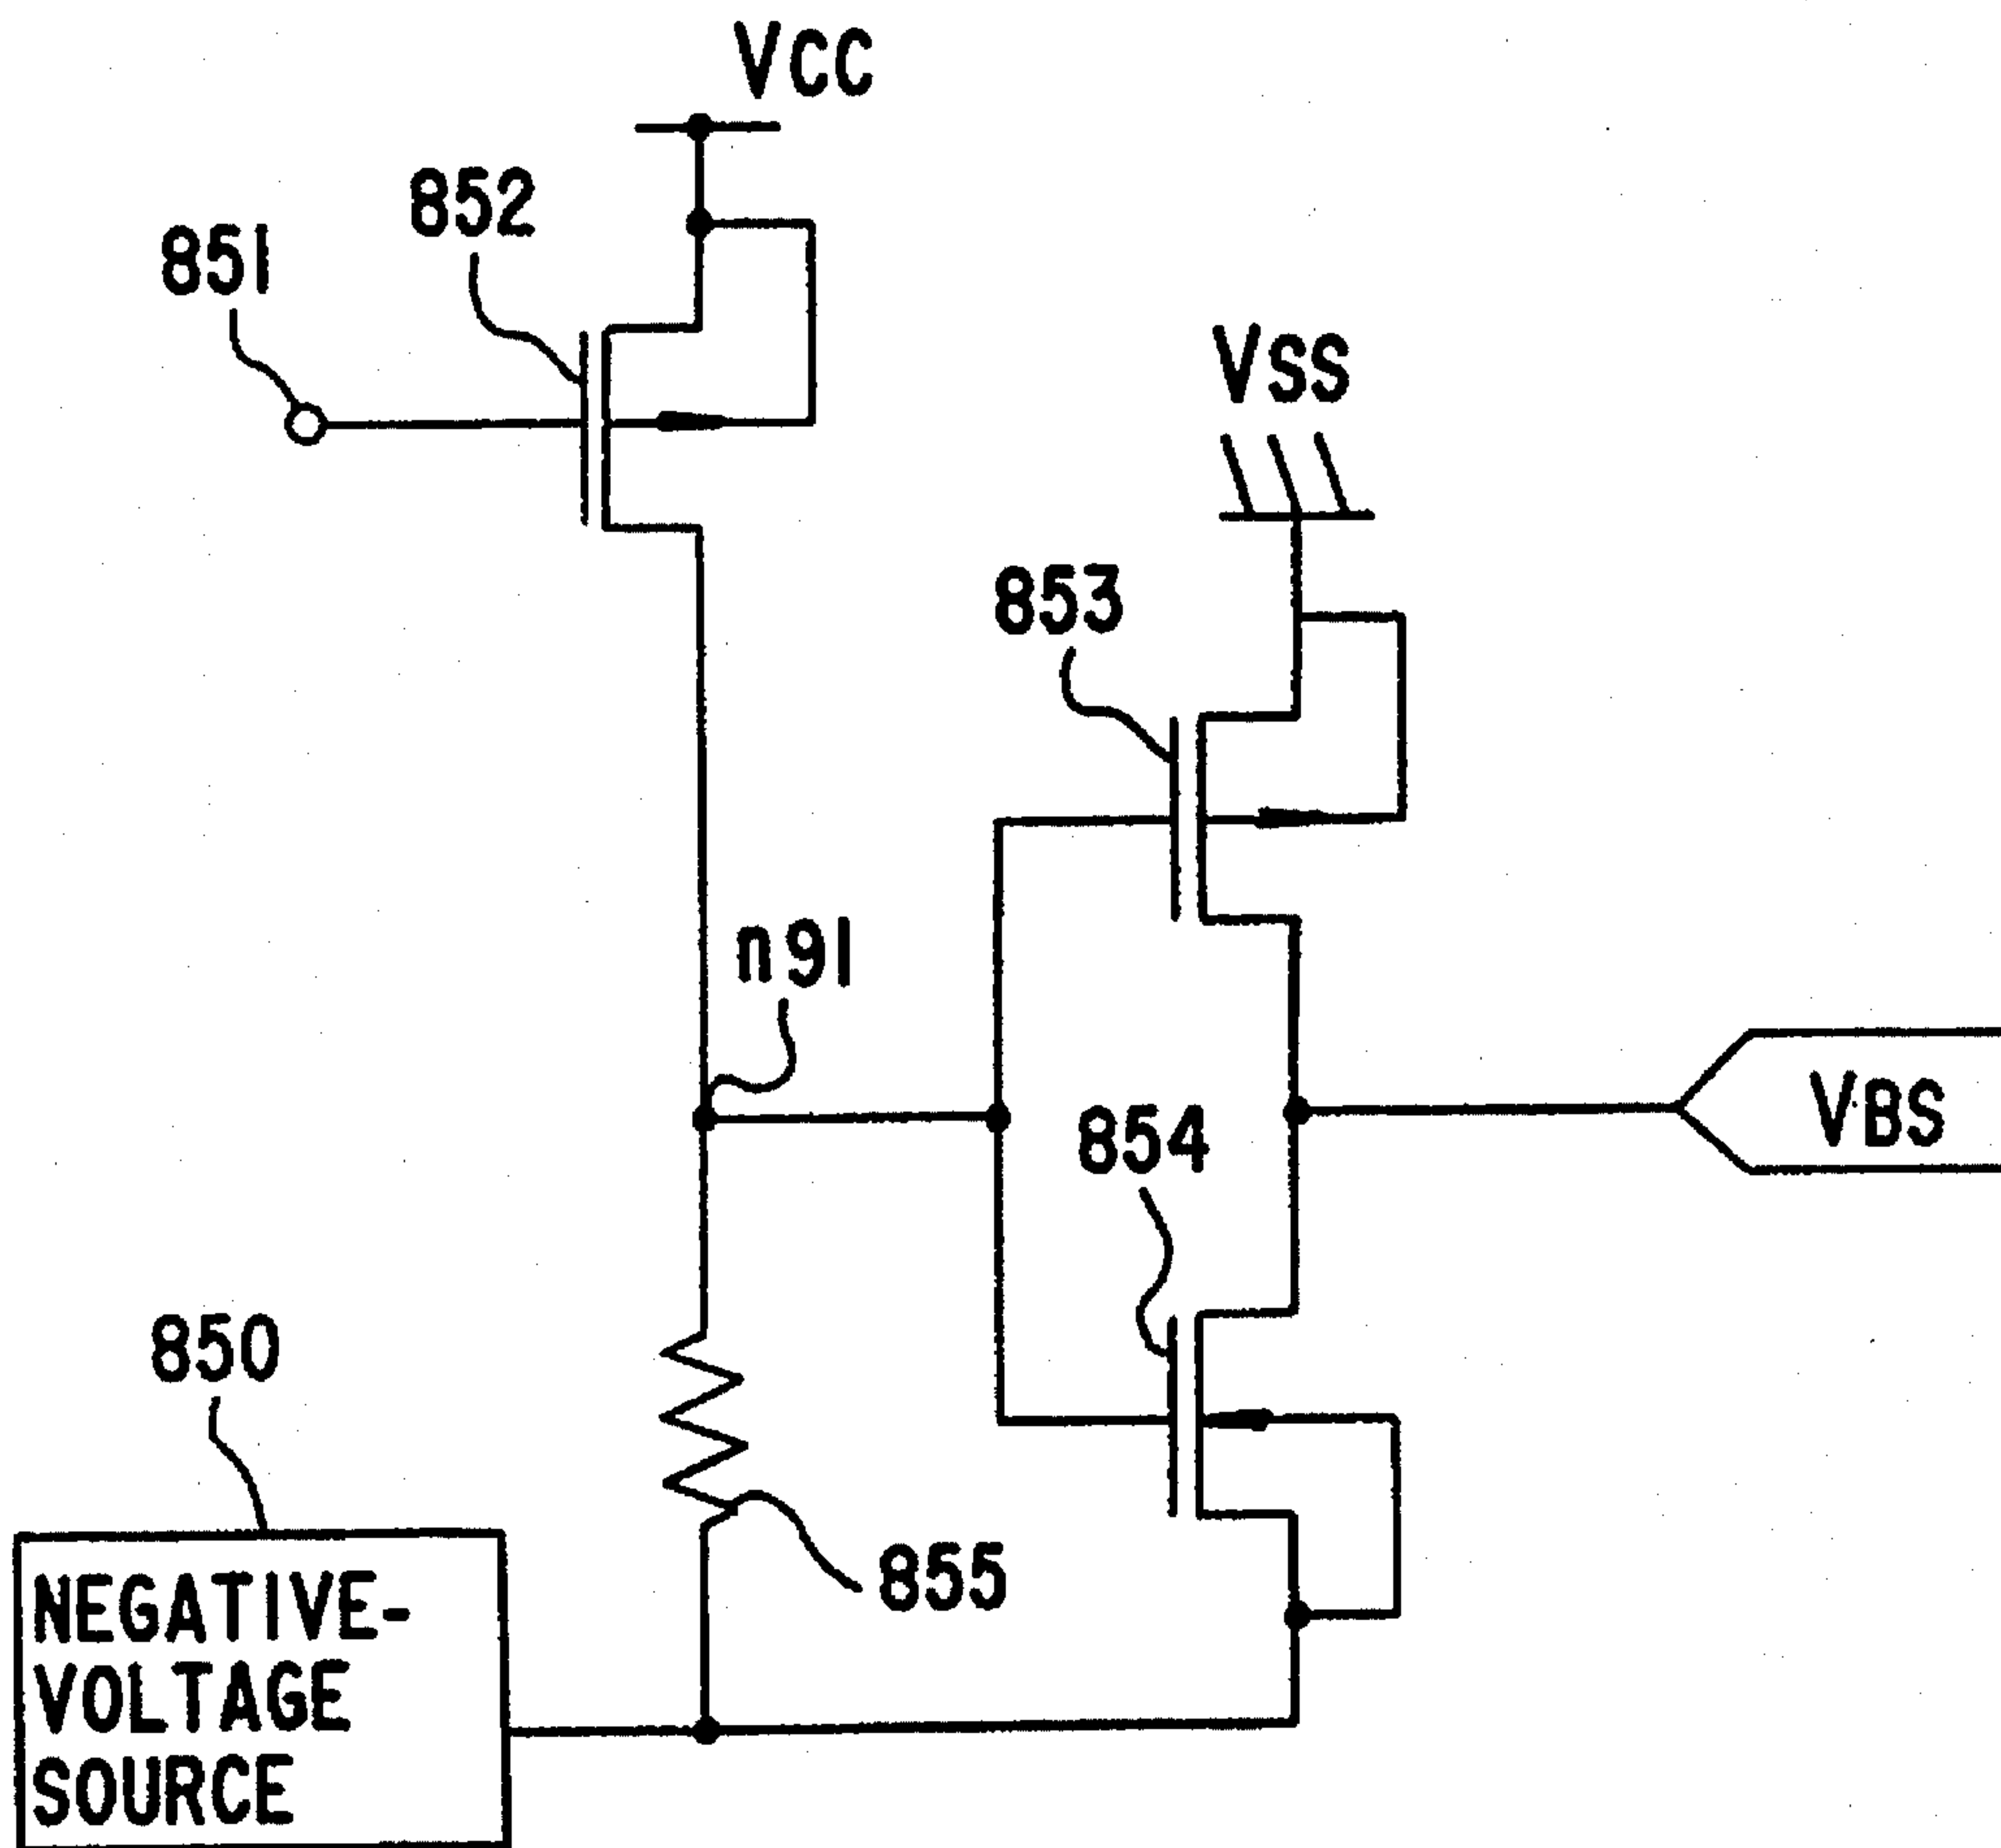 VCC
852
851
VSS
853
n91
VBS
854
850
855
NEGATIVE-
VOLTAGE
SOURCE